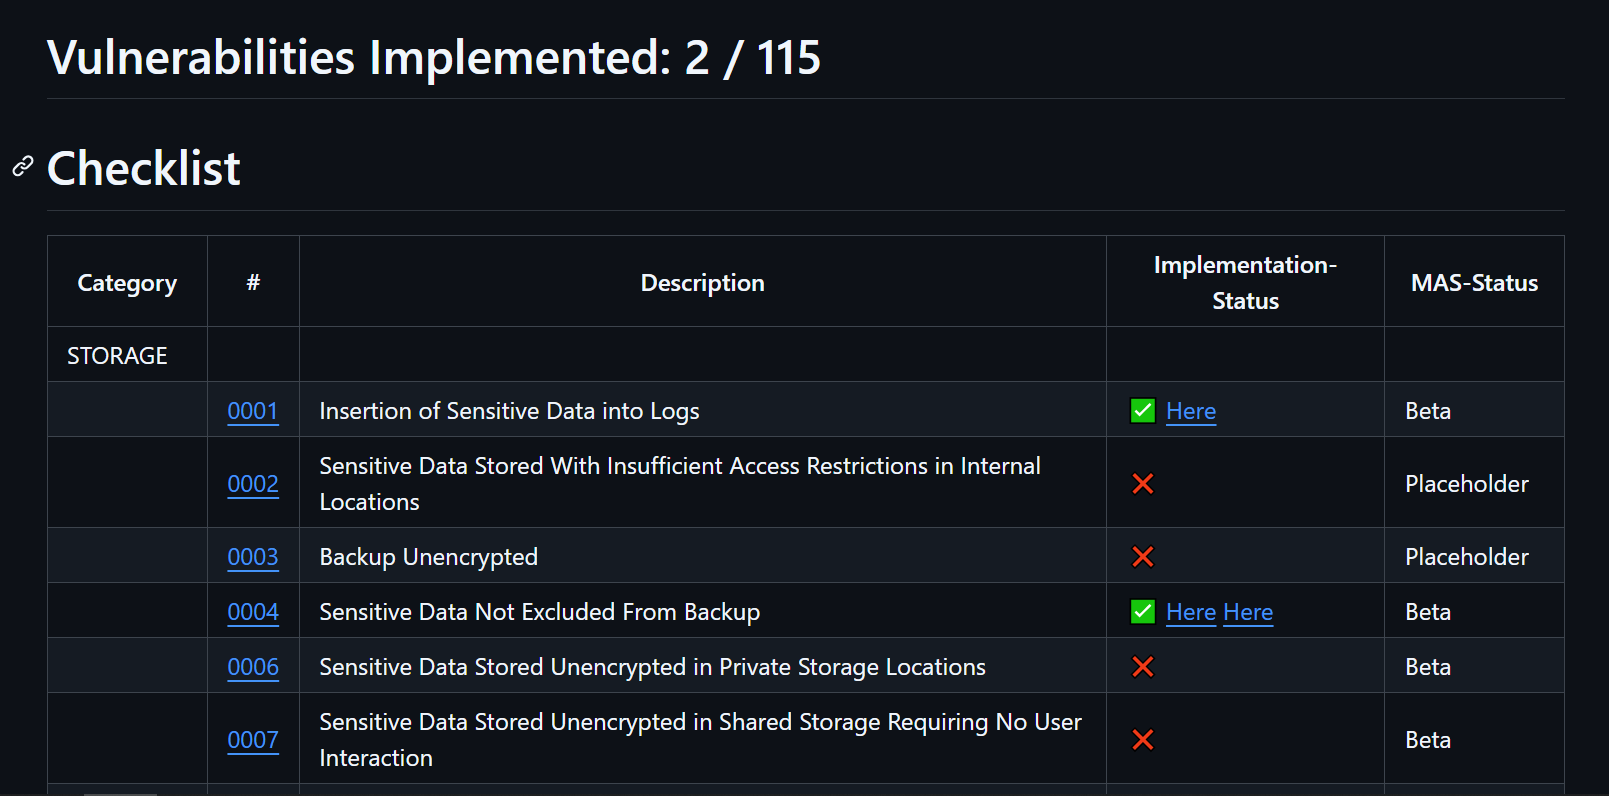 Vulnerabilities Implemented: 2 / 115
Checklist
Category # Description Implementation-Status MAS-Status
STORAGE
0001 Insertion of Sensitive Data into Logs ✅ Here Beta
0002 Sensitive Data Stored With Insufficient Access Restrictions in Internal
Locations ❌ Placeholder
0003 Backup Unencrypted ❌ Placeholder
0004 Sensitive Data Not Excluded From Backup ✅ Here Here Beta
0006 Sensitive Data Stored Unencrypted in Private Storage Locations ❌ Beta
0007 Sensitive Data Stored Unencrypted in Shared Storage Requiring No User
Interaction ❌ Beta